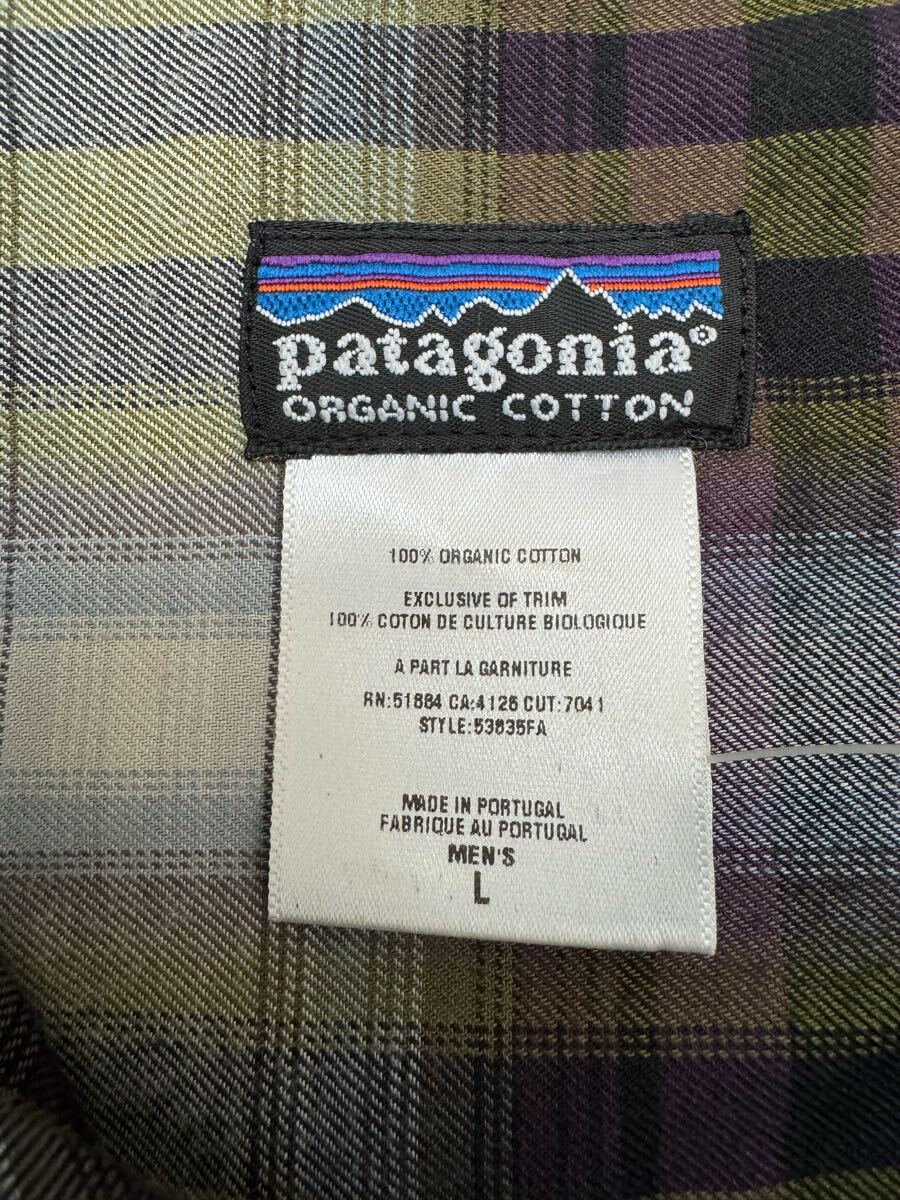 patagonia®
ORGANIC COTTON
100% ORGANIC COTTON
EXCLUSIVE OF TRIM
100% COTON DE CULTURE BIOLOGIQUE
A PART LA GARNITURE
RN:51884 CA:4126 CUT:7041
STYLE:53835FA
MADE IN PORTUGAL
FABRIQUE AU PORTUGAL
MEN'S
L